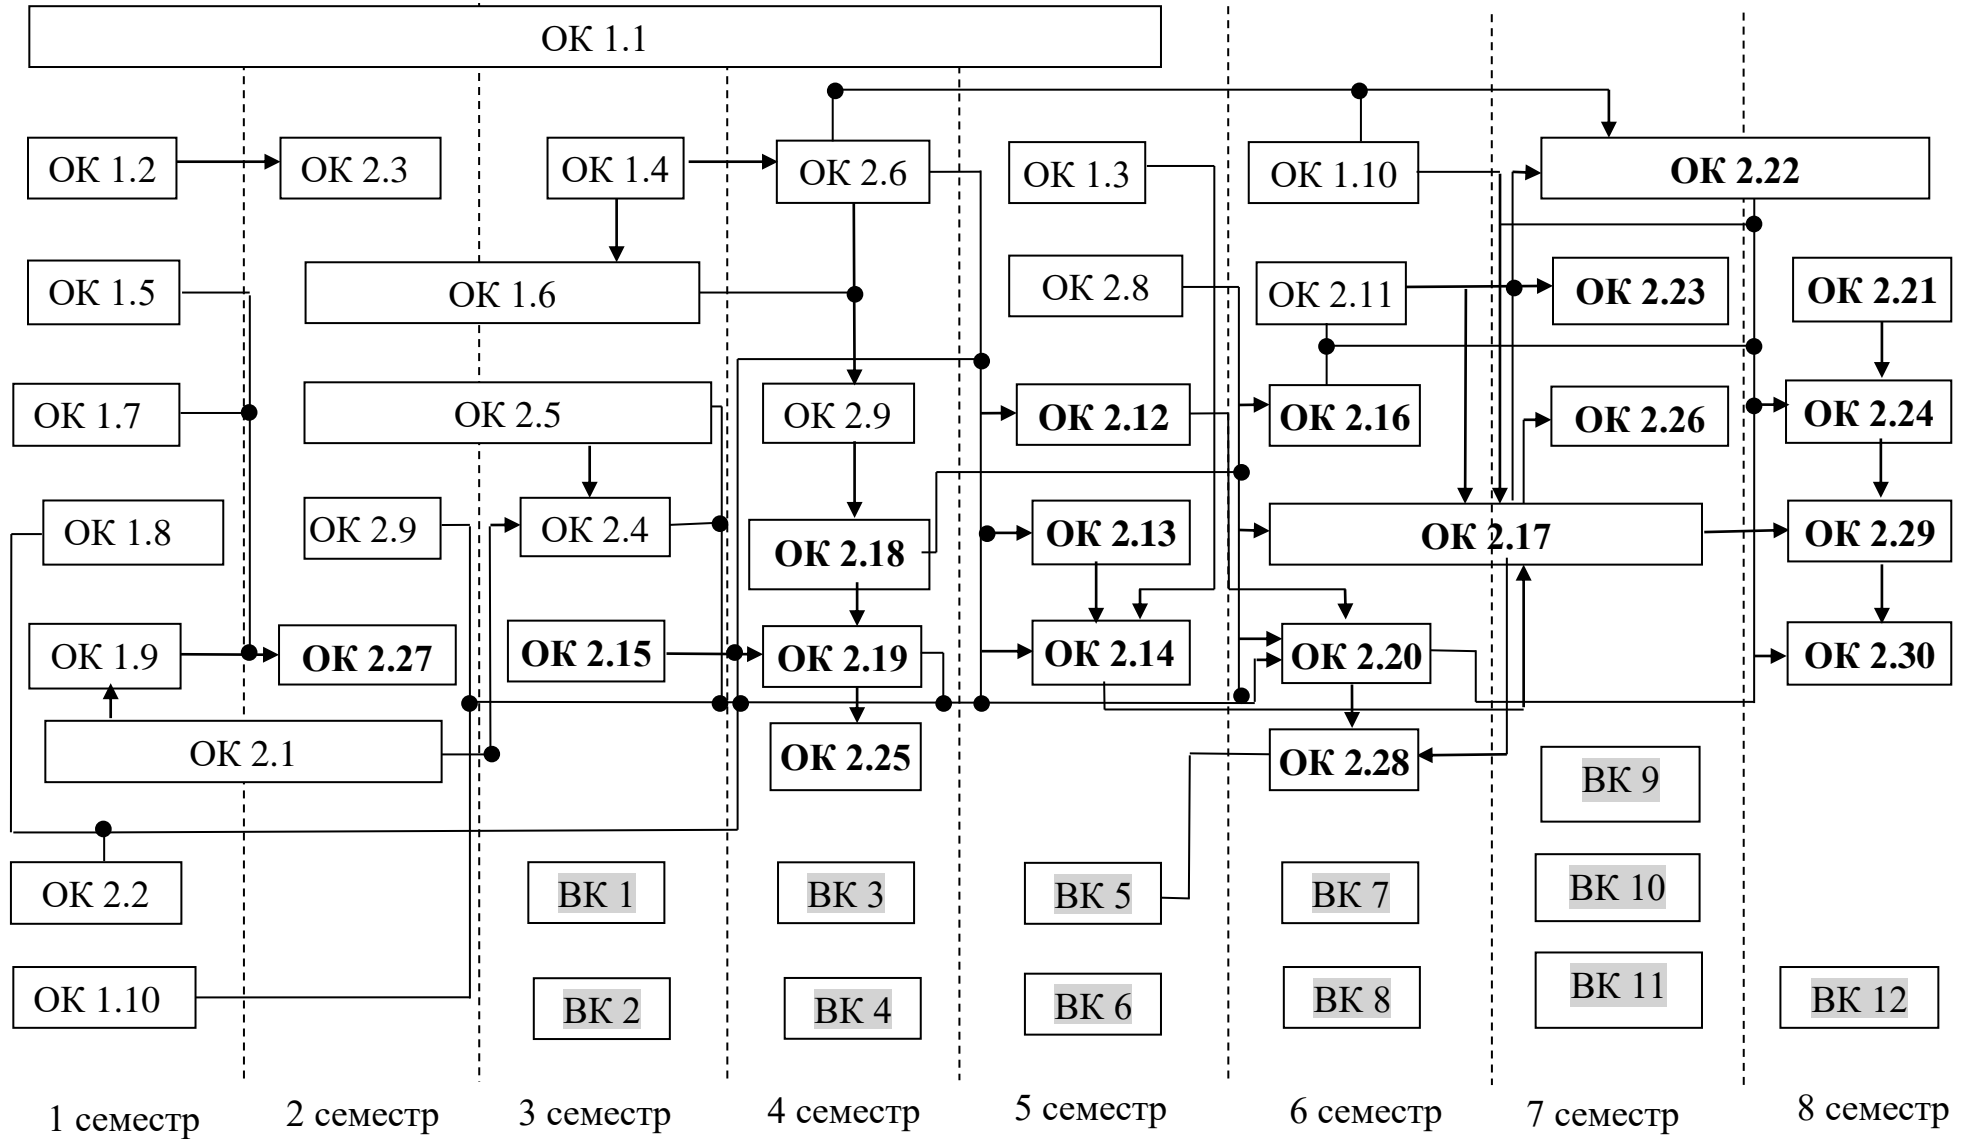 ОК 1.1
ОК 1.2
ОК 2.3
ОК 1.4
ОК 2.6
ОК 1.3
ОК 1.10
ОК 2.22
ОК 1.5
ОК 1.6
ОК 2.8
ОК 2.11
ОК 2.23
ОК 2.21
ОК 1.7
ОК 2.5
ОК 2.9
ОК 2.12
ОК 2.16
ОК 2.26
ОК 2.24
ОК 1.8
ОК 2.9
ОК 2.4
ОК 2.18
ОК 2.13
ОК 2.17
ОК 2.29
ОК 1.9
ОК 2.27
ОК 2.15
ОК 2.19
ОК 2.14
ОК 2.20
ОК 2.30
ОК 2.1
ОК 2.25
ОК 2.28
ВК 9
ОК 2.2
ВК 1
ВК 3
ВК 5
ВК 7
ВК 10
ОК 1.10
ВК 2
ВК 4
ВК 6
ВК 8
ВК 11
ВК 12
1 семестр
2 семестр
3 семестр
4 семестр
5 семестр
6 семестр
7 семестр
8 семестр